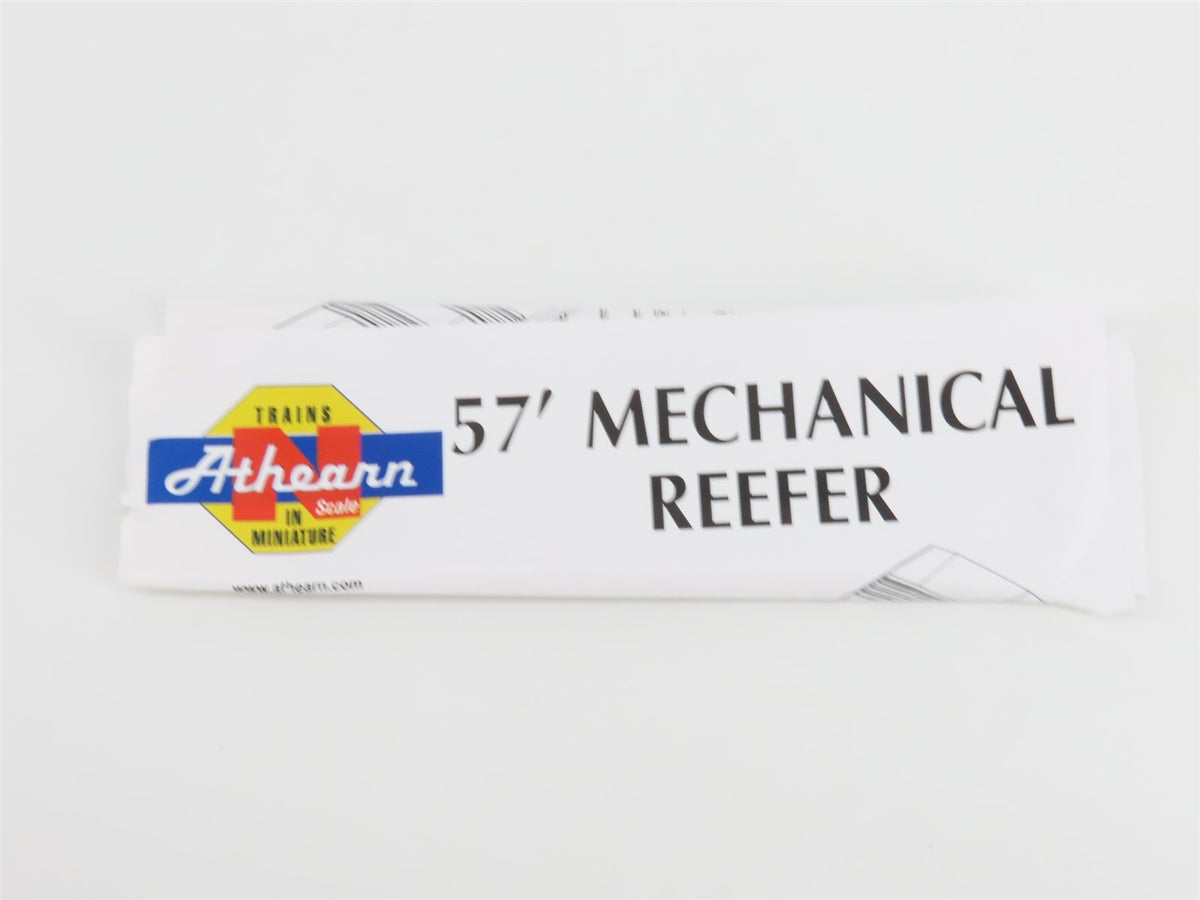 TRAINS
N
Athearn
Scale
IN
MINIATURE
www.athearn.com
57′ MECHANICAL
REEFER